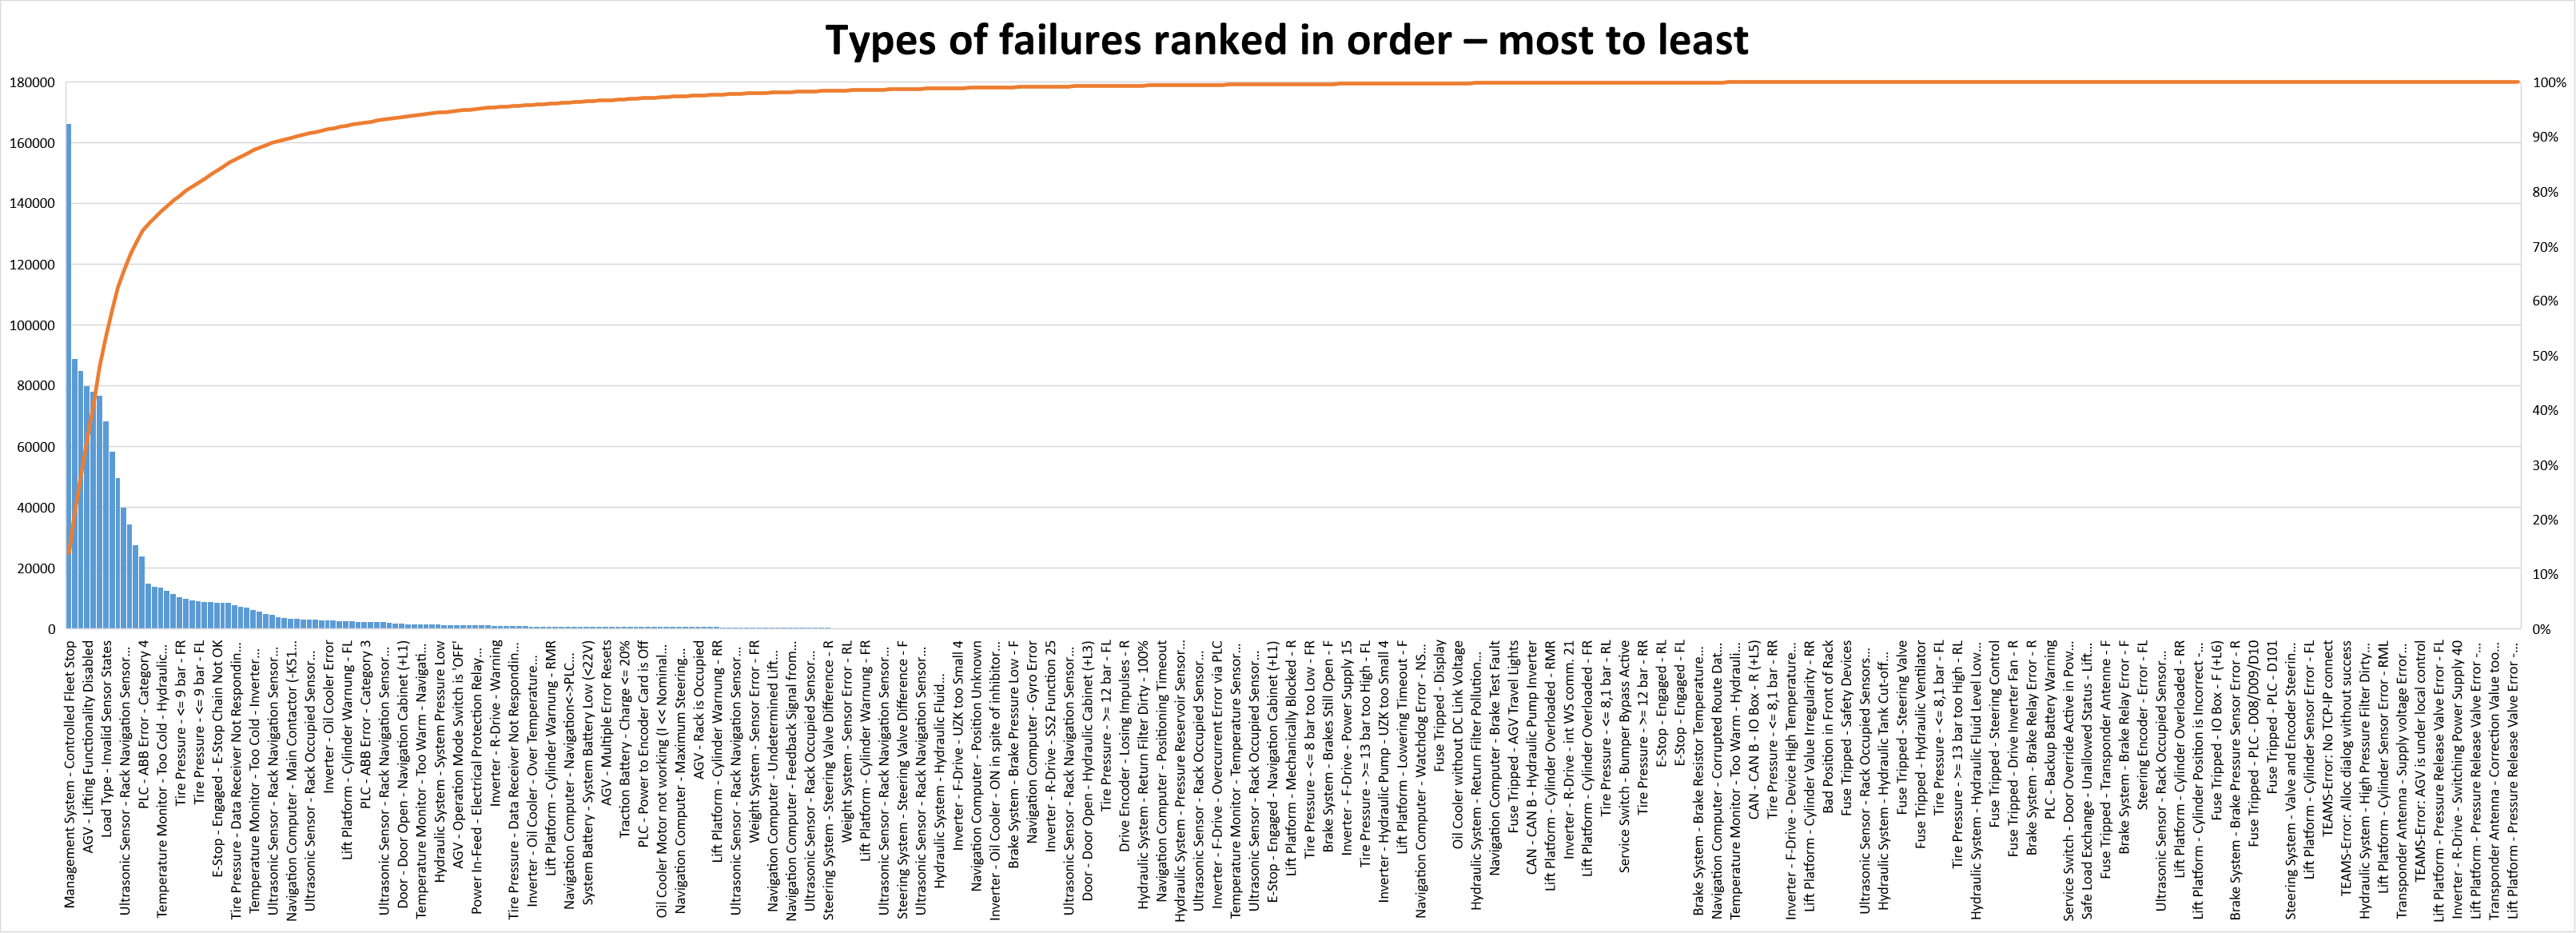 Types of failures ranked in order – most to least
180000
160000
140000
120000
100000
80000
60000
40000
20000
0
100%
90%
80%
70%
60%
50%
40%
30%
20%
10%
0%
Management System - Controlled Fleet Stop
AGV - Lifting Functionality Disabled
Load Type - Invalid Sensor States
Ultrasonic Sensor - Rack Navigation Sensor...
PLC - ABB Error - Category 4
Temperature Monitor - Too Cold - Hydraulic...
Tire Pressure - <= 9 bar - FR
Tire Pressure - <= 9 bar - FL
E-Stop - Engaged - E-Stop Chain Not OK
Tire Pressure - Data Receiver Not Respondin...
Temperature Monitor - Too Cold - Inverter...
Ultrasonic Sensor - Rack Navigation Sensor...
Navigation Computer - Main Contactor (-K51...
Ultrasonic Sensor - Rack Occupied Sensor...
Inverter - Oil Cooler Error
Lift Platform - Cylinder Warnung - FL
PLC - ABB Error - Category 3
Ultrasonic Sensor - Rack Navigation Sensor...
Door - Door Open - Navigation Cabinet (+L1)
Temperature Monitor - Too Warm - Navigati...
Hydraulic System - System Pressure Low
AGV - Operation Mode Switch is 'OFF'
Power In-Feed - Electrical Protection Relay...
Inverter - R-Drive - Warning
Tire Pressure - Data Receiver Not Respondin...
Inverter - Oil Cooler - Over Temperature...
Lift Platform - Cylinder Warnung - RMR
Navigation Computer - Navigation<->PLC...
System Battery - System Battery Low (<22V)
AGV - Multiple Error Resets
Traction Battery - Charge <= 20%
PLC - Power to Encoder Card is Off
Oil Cooler Motor not working (I << Nominal...
Navigation Computer - Maximum Steering...
AGV - Rack is Occupied
Lift Platform - Cylinder Warnung - RR
Ultrasonic Sensor - Rack Navigation Sensor...
Weight System - Sensor Error - FR
Navigation Computer - Undetermined Lift...
Navigation Computer - Feedback Signal from...
Ultrasonic Sensor - Rack Occupied Sensor...
Steering System - Steering Valve Difference - R
Weight System - Sensor Error - RL
Lift Platform - Cylinder Warnung - FR
Ultrasonic Sensor - Rack Navigation Sensor...
Steering System - Steering Valve Difference - F
Ultrasonic Sensor - Rack Navigation Sensor...
Hydraulic System - Hydraulic Fluid...
Inverter - F-Drive - UZK too Small 4
Navigation Computer - Position Unknown
Inverter - Oil Cooler - ON in spite of inhibitor...
Brake System - Brake Pressure Low - F
Navigation Computer - Gyro Error
Inverter - R-Drive - SS2 Function 25
Ultrasonic Sensor - Rack Navigation Sensor...
Door - Door Open - Hydraulic Cabinet (+L3)
Tire Pressure - >= 12 bar - FL
Drive Encoder - Losing Impulses - R
Hydraulic System - Return Filter Dirty - 100%
Navigation Computer - Positioning Timeout
Hydraulic System - Pressure Reservoir Sensor...
Ultrasonic Sensor - Rack Occupied Sensor...
Inverter - F-Drive - Overcurrent Error via PLC
Temperature Monitor - Temperature Sensor...
Ultrasonic Sensor - Rack Occupied Sensor...
E-Stop - Engaged - Navigation Cabinet (+L1)
Lift Platform - Mechanically Blocked - R
Tire Pressure - <= 8 bar too Low - FR
Brake System - Brakes Still Open - F
Inverter - F-Drive - Power Supply 15
Tire Pressure - >= 13 bar too High - FL
Inverter - Hydraulic Pump - UZK too Small 4
Lift Platform - Lowering Timeout - F
Navigation Computer - Watchdog Error - NS...
Fuse Tripped - Display
Oil Cooler without DC Link Voltage
Hydraulic System - Return Filter Pollution...
Navigation Computer - Brake Test Fault
Fuse Tripped - AGV Travel Lights
CAN - CAN B - Hydraulic Pump Inverter
Lift Platform - Cylinder Overloaded - RMR
Inverter - R-Drive - int WS comm. 21
Lift Platform - Cylinder Overloaded - FR
Tire Pressure - <= 8,1 bar - RL
Service Switch - Bumper Bypass Active
Tire Pressure - >= 12 bar - RR
E-Stop - Engaged - RL
E-Stop - Engaged - FL
Brake System - Brake Resistor Temperature...
Navigation Computer - Corrupted Route Dat...
Temperature Monitor - Too Warm - Hydrauli...
CAN - CAN B - IO Box - R (+L5)
Tire Pressure - <= 8,1 bar - RR
Inverter - F-Drive - Device High Temperature...
Lift Platform - Cylinder Value Irregularity - RR
Bad Position in Front of Rack
Fuse Tripped - Safety Devices
Ultrasonic Sensor - Rack Occupied Sensors...
Hydraulic System - Hydraulic Tank Cut-off...
Fuse Tripped - Steering Valve
Fuse Tripped - Hydraulic Ventilator
Tire Pressure - <= 8,1 bar - FL
Tire Pressure - >= 13 bar too High - RL
Hydraulic System - Hydraulic Fluid Level Low...
Fuse Tripped - Steering Control
Fuse Tripped - Drive Inverter Fan - R
Brake System - Brake Relay Error - R
PLC - Backup Battery Warning
Service Switch - Door Override Active in Pow...
Safe Load Exchange - Unallowed Status - Lift...
Fuse Tripped - Transponder Antenne - F
Brake System - Brake Relay Error - F
Steering Encoder - Error - FL
Ultrasonic Sensor - Rack Occupied Sensor...
Lift Platform - Cylinder Overloaded - RR
Lift Platform - Cylinder Position is Incorrect -...
Fuse Tripped - IO Box - F (+L6)
Brake System - Brake Pressure Sensor Error - R
Fuse Tripped - PLC - D08/D09/D10
Fuse Tripped - PLC - D101
Steering System - Valve and Encoder Steerin...
Lift Platform - Cylinder Sensor Error - FL
TEAMS-Error: No TCP-IP connect
TEAMS-Error: Alloc dialog without success
Hydraulic System - High Pressure Filter Dirty...
Lift Platform - Cylinder Sensor Error - RML
Transponder Antenna - Supply voltage Error...
TEAMS-Error: AGV is under local control
Lift Platform - Pressure Release Valve Error - FL
Inverter - R-Drive - Switching Power Supply 40
Lift Platform - Pressure Release Valve Error -...
Transponder Antenna - Correction Value too...
Lift Platform - Pressure Release Valve Error -...